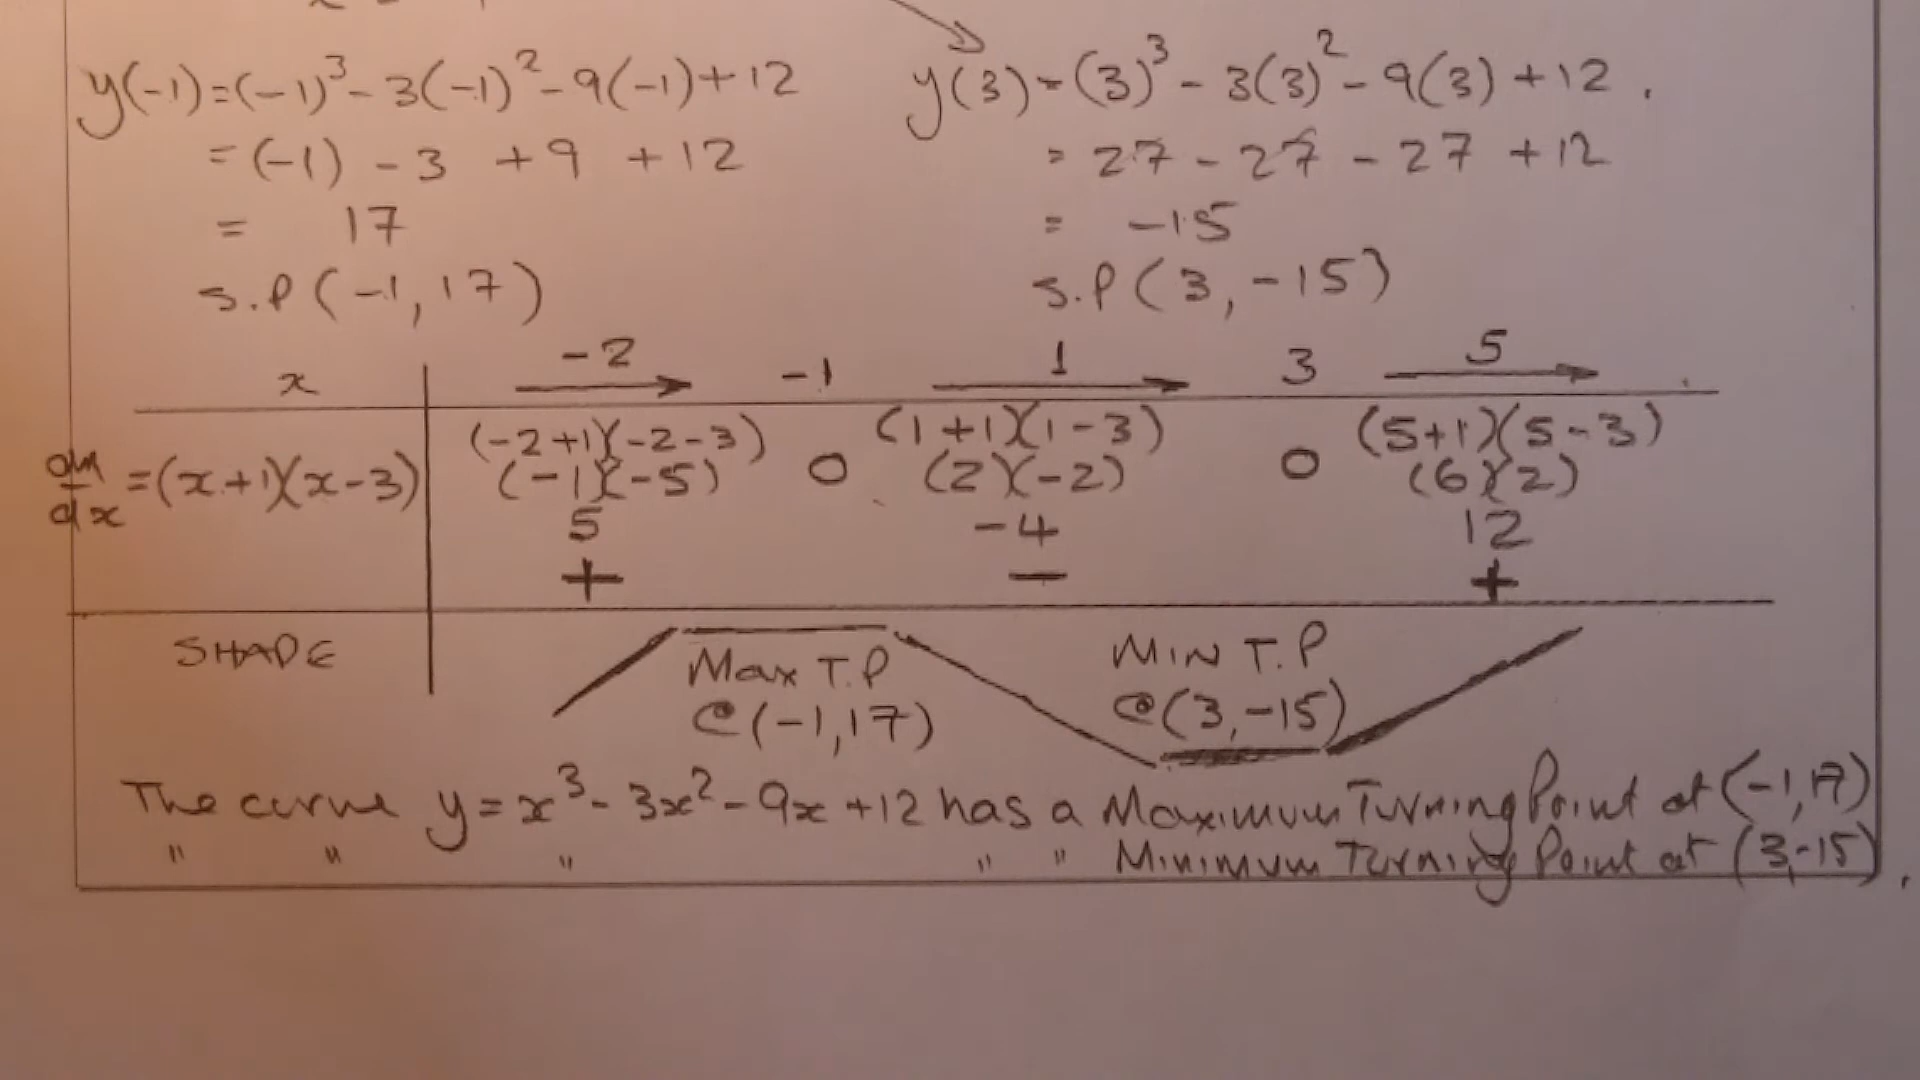 y(-1)=(-1)³-3(-1)²-9(-1)+12
=(-1) -3 +9 +12
= 17
S.P(-1,17)
y(3)=(3)³-3(3)²-9(3)+12.
= 27-27-27+12
= -15
S.P(3,-15)
x -2 -1 1 3 5
dy/dx =(x+1)(x-3) (-2+1)(-2-3) 0 (1+1)(1-3) 0 (5+1)(5-3)
(-1)(-5) (2)(-2) (6)(2)
5 -4 12
+ - +
SHAPE Max T.P MIN T.P
@(-1,17) @(3,-15)
The curve y=x³-3x²-9x+12 has a Maximum Turning Point at (-1,17)
" " " " " Minimum Turning Point at (3,-15).